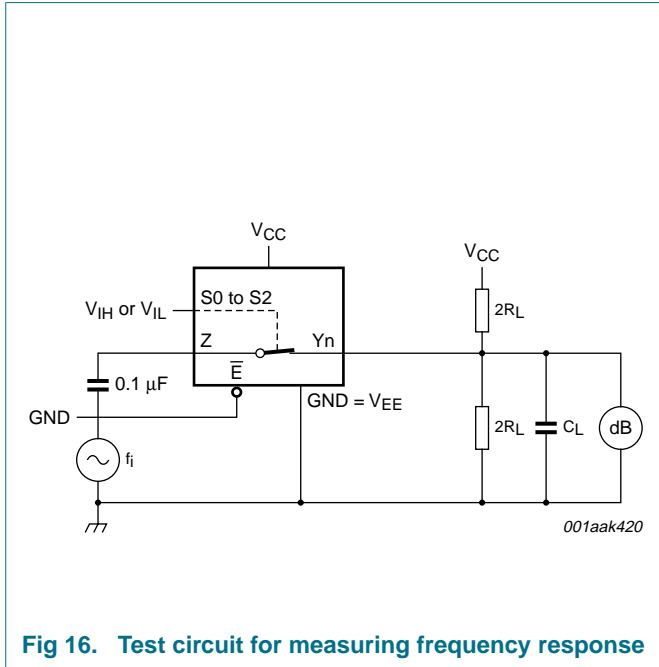 VCC
VCC
S0 to S2
2RL
VIH or VIL
Z
Yn
E
0.1 μF
GND = VEE
GND
2RL
CL
dB
fi
001aak420
Fig 16. Test circuit for measuring frequency response